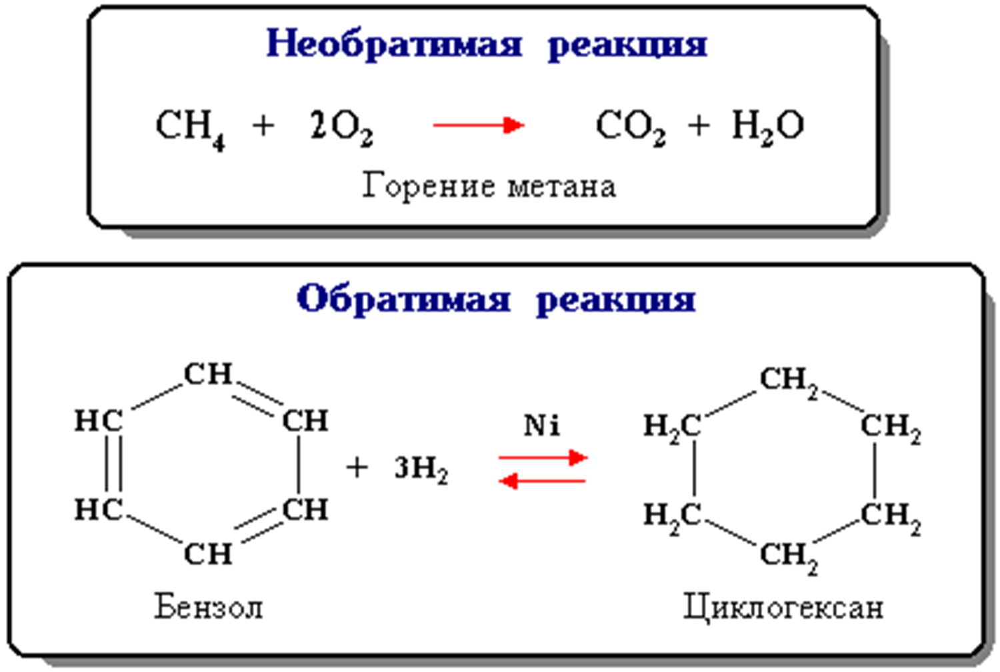 Необратимая реакция
CH₄ + 2O₂ → CO₂ + H₂O
Горение метана
Обратимая реакция
CH
HC
CH
HC
CH
CH
Бензол
+ 3H₂
Ni
⇄
CH₂
H₂C
CH₂
H₂C
CH₂
CH₂
Циклогексан